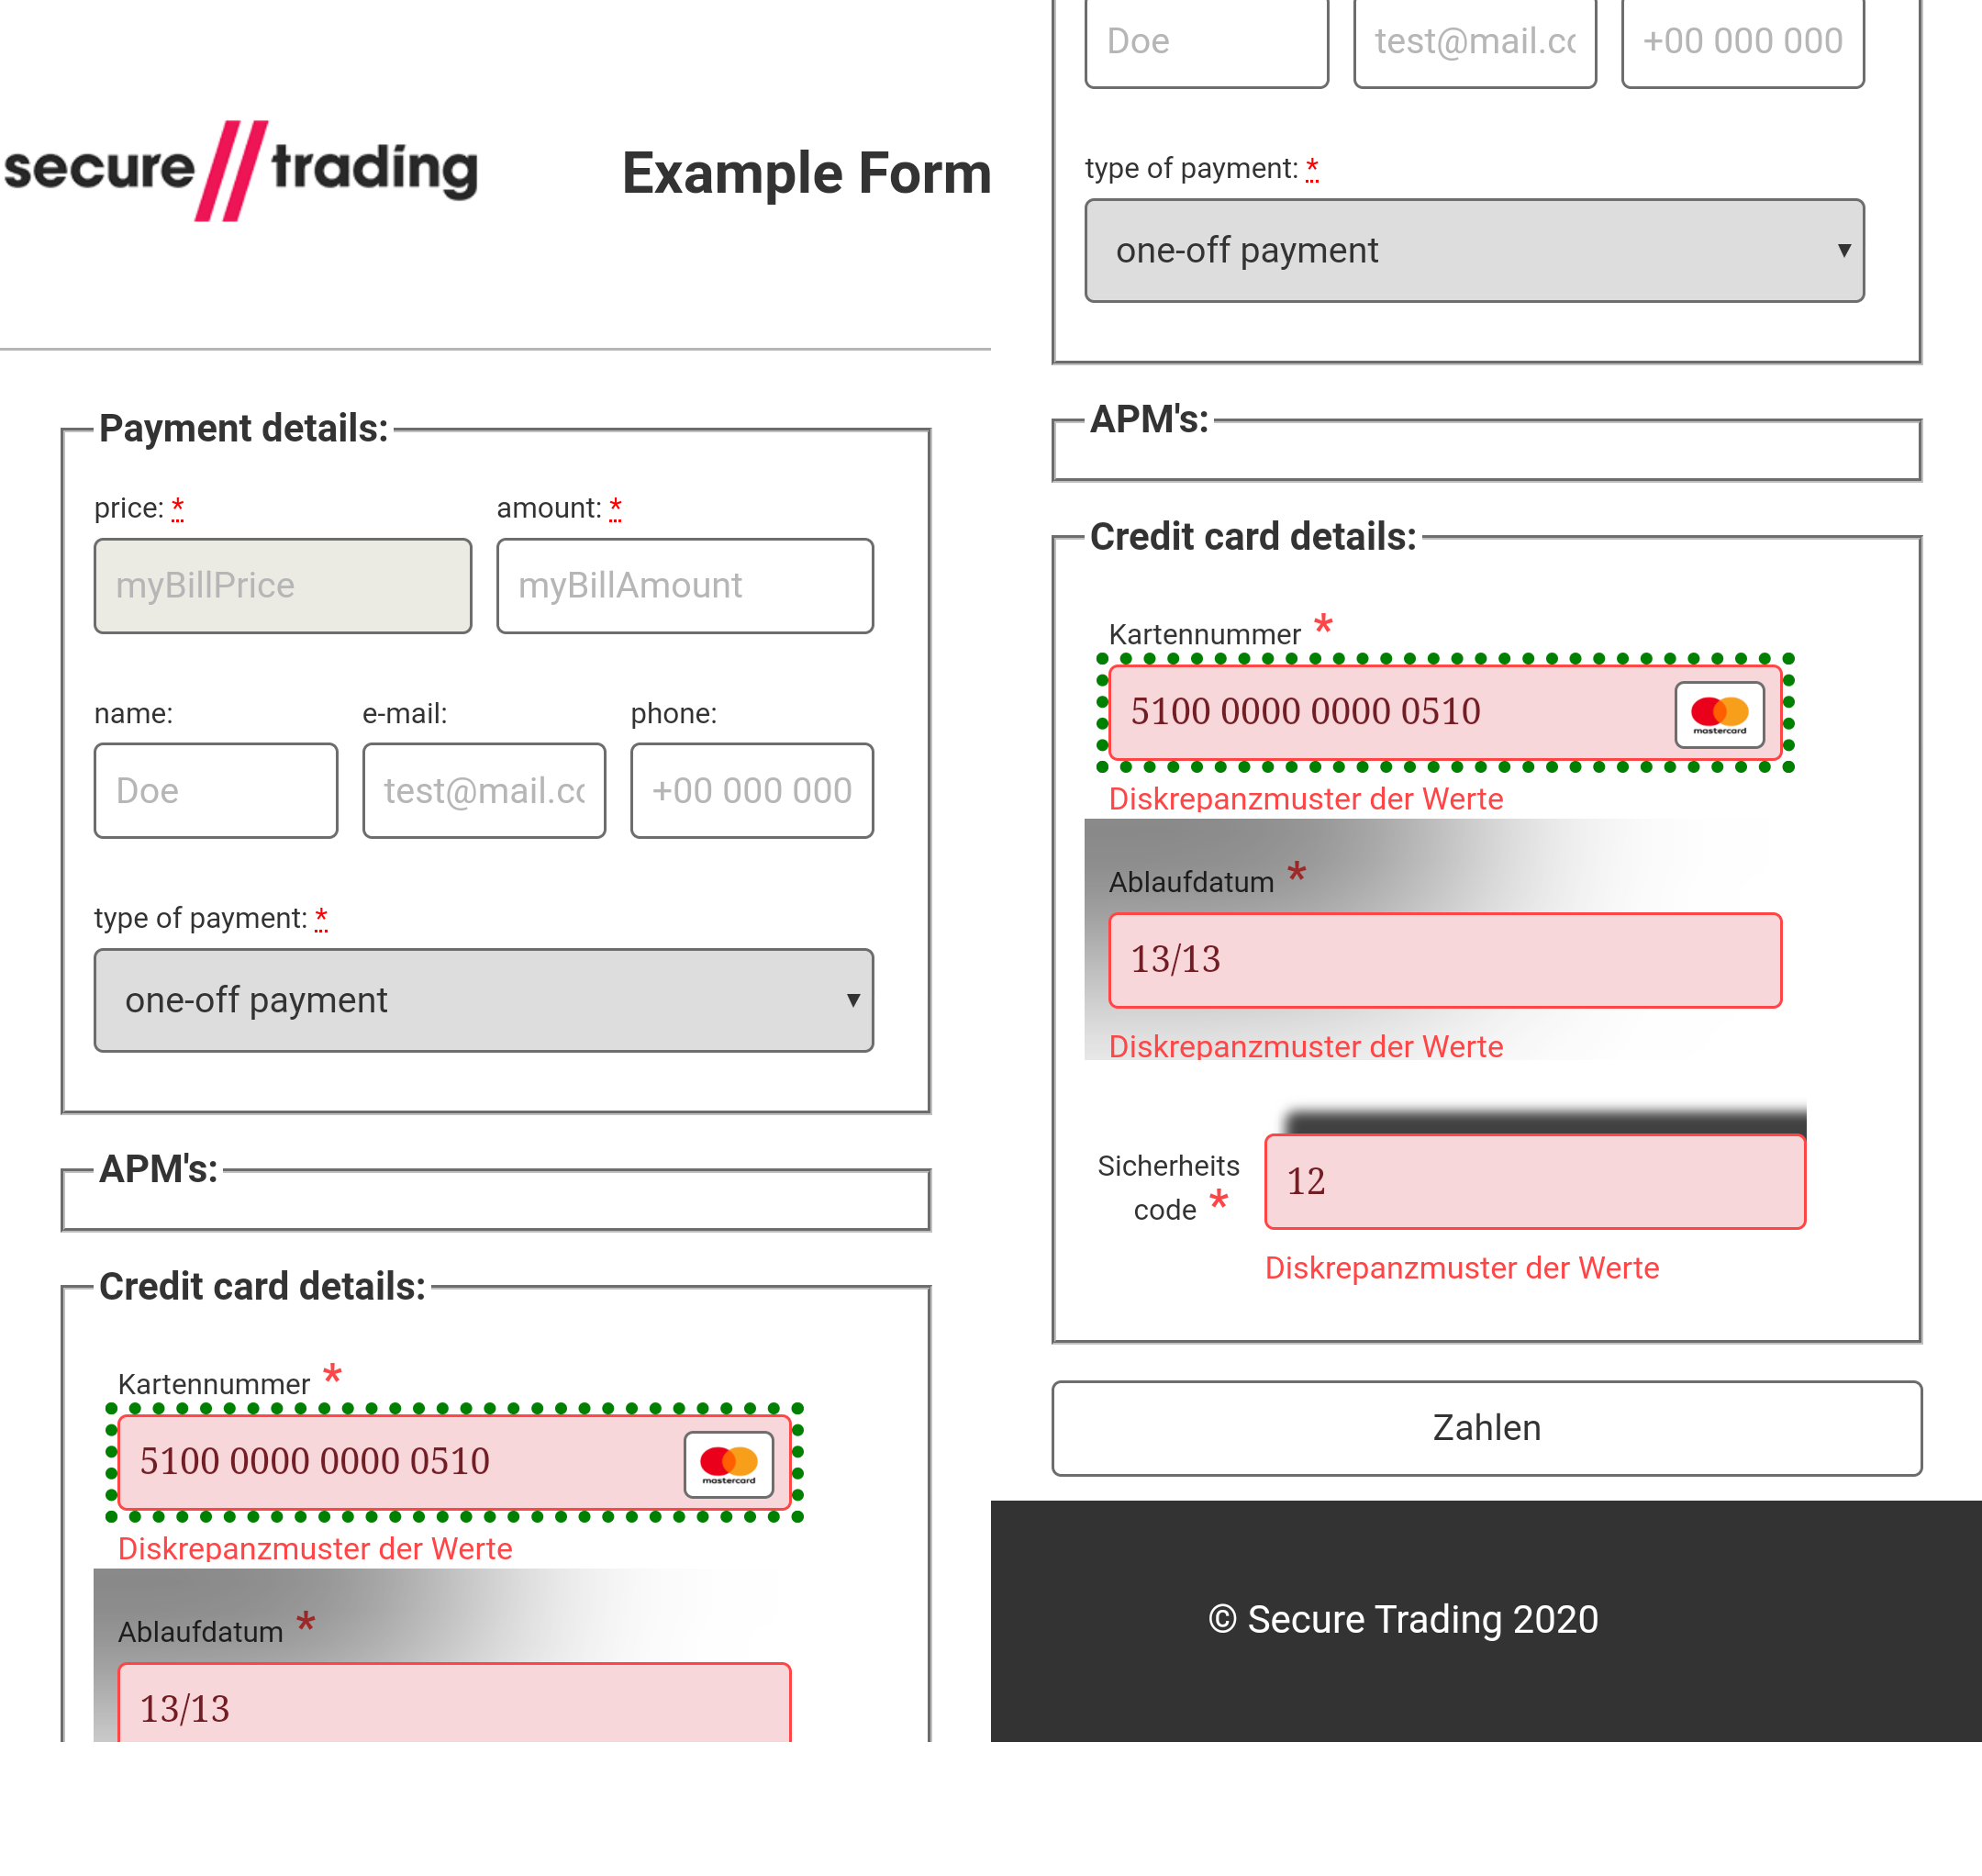 secure//trading
Example Form
Payment details:
price: *
amount: *
myBillPrice
myBillAmount
name:
e-mail:
phone:
Doe
test@mail.cc
+00 000 000
type of payment: *
one-off payment
APM's:
Credit card details:
Kartennummer *
5100 0000 0000 0510
mastercard
Diskrepanzmuster der Werte
Ablaufdatum *
13/13
Doe
test@mail.cc
+00 000 000
type of payment: *
one-off payment
APM's:
Credit card details:
Kartennummer *
5100 0000 0000 0510
mastercard
Diskrepanzmuster der Werte
Ablaufdatum *
13/13
Diskrepanzmuster der Werte
Sicherheits
code *
12
Diskrepanzmuster der Werte
Zahlen
© Secure Trading 2020